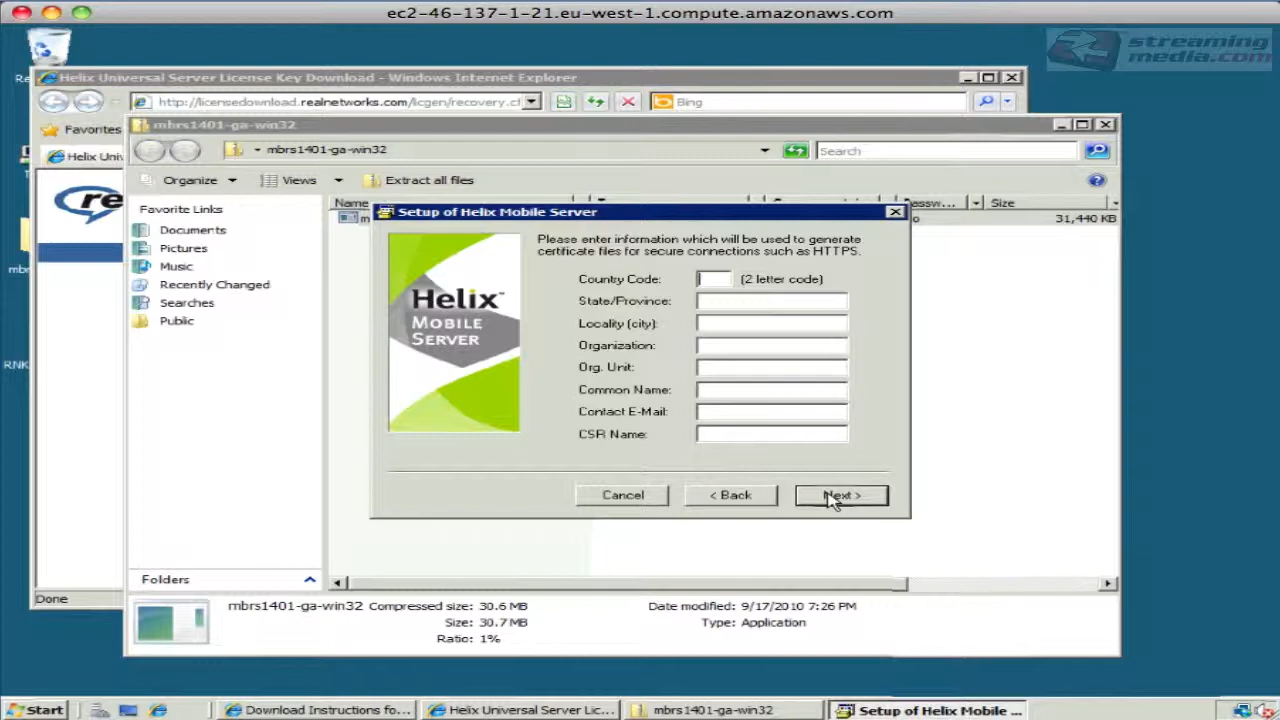 ec2-46-137-1-21.eu-west-1.compute.amazonaws.com
streaming
media.com
Helix Universal Server License Key Download - Windows Internet Explorer
http://licensedownload.realnetworks.com/lcgen/recovery.cf
Bing
Favorites
mbrs1401-ga-win32
Helix Univ
mbrs1401-ga-win32
Search
Organize
Views
Extract all files
Favorite Links
Name
Passw...
Size
31,440 KB
Documents
Pictures
Music
Recently Changed
Searches
Public
Setup of Helix Mobile Server
Please enter information which will be used to generate
certificate files for secure connections such as HTTPS.
Helix™
MOBILE
SERVER
Country Code:
(2 letter code)
State/Province:
Locality (city):
Organization:
Org. Unit:
Common Name:
Contact E-Mail:
CSR Name:
Cancel
< Back
Next >
re
mbr
RNK
Folders
Done
mbrs1401-ga-win32 Compressed size: 30.6 MB
Size: 30.7 MB
Ratio: 1%
Date modified: 9/17/2010 7:26 PM
Type: Application
Start
Download Instructions fo...
Helix Universal Server Lic...
mbrs1401-ga-win32
Setup of Helix Mobile ...